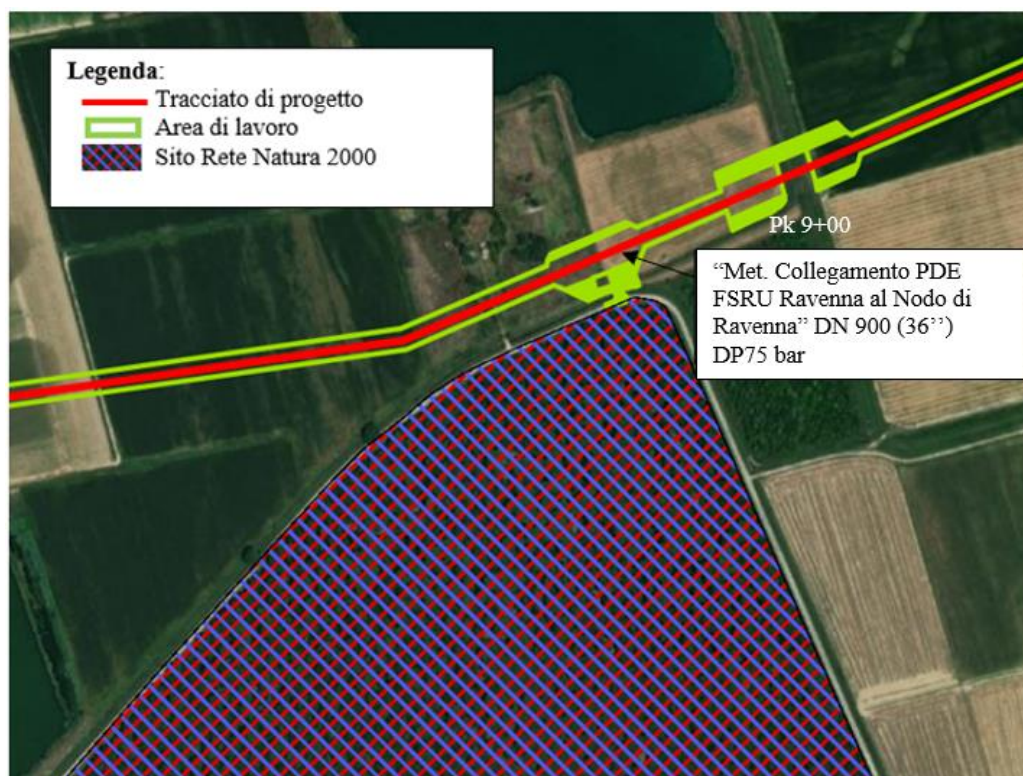 Legenda:
Tracciato di progetto
Area di lavoro
Sito Rete Natura 2000
Pk 9+00
“Met. Collegamento PDE
FSRU Ravenna al Nodo di
Ravenna” DN 900 (36’’)
DP75 bar